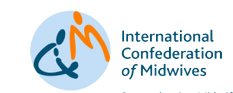 International
Confederation
of Midwives